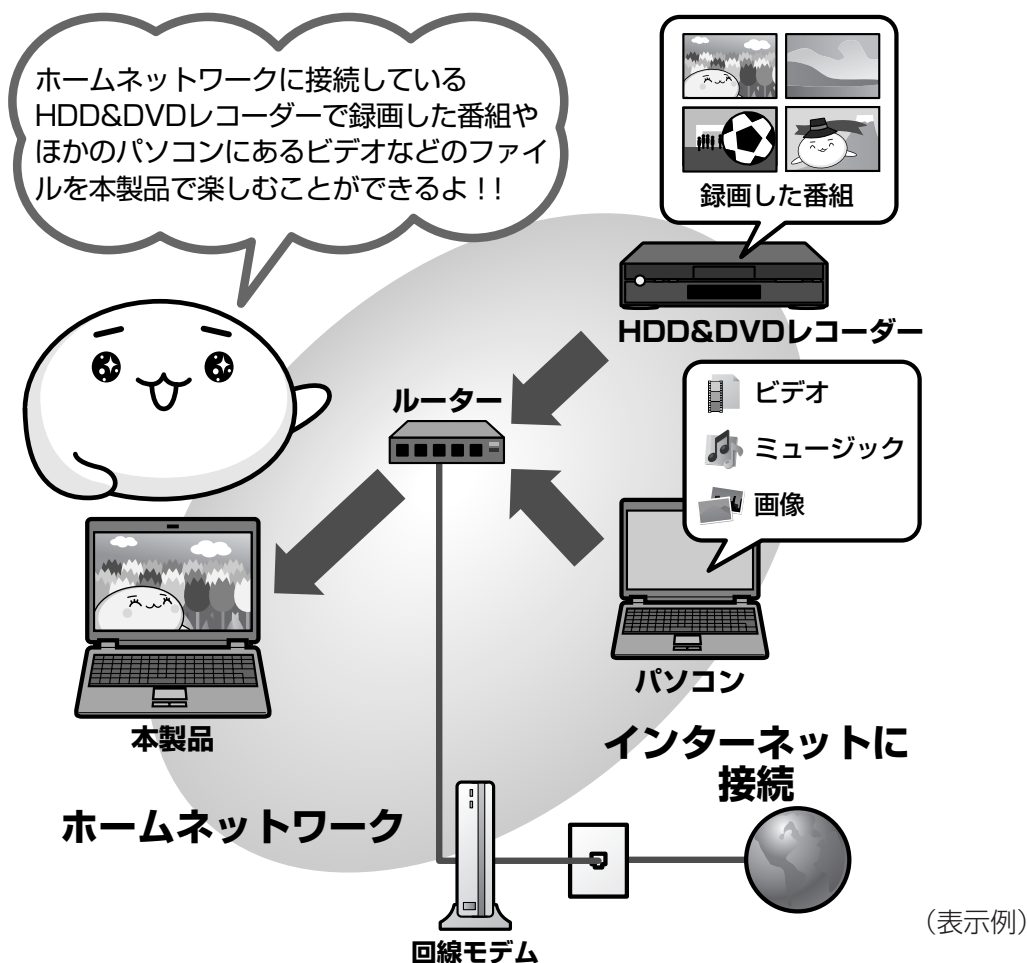 ホームネットワークに接続している
HDD&DVDレコーダーで録画した番組や
ほかのパソコンにあるビデオなどのファイ
ルを本製品で楽しむことができるよ！！
録画した番組
HDD&DVDレコーダー
ルーター
ビデオ
ミュージック
画像
パソコン
本製品
インターネットに
接続
ホームネットワーク
回線モデム
（表示例）